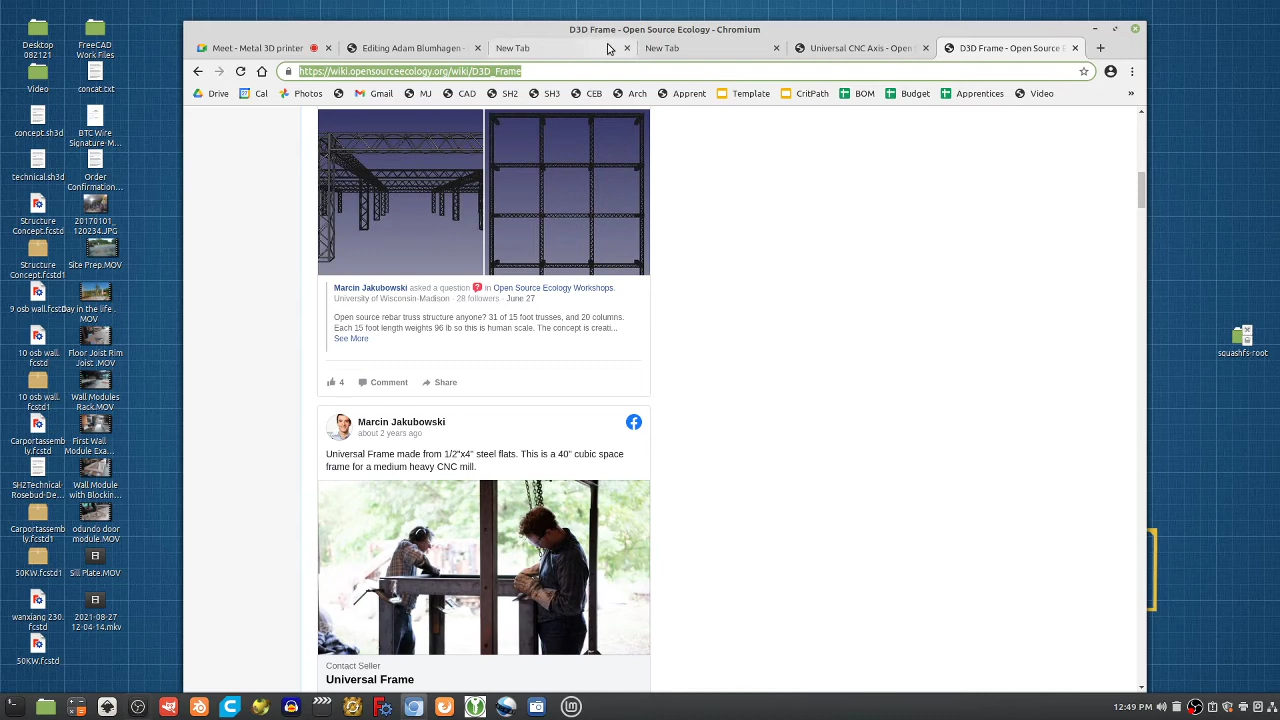 D3D Frame - Open Source Ecology - Chromium
Meet - Metal 3D printer
Editing Adam Blumhagen -
New Tab
New Tab
Universal CNC Axis - Open S
D3D Frame - Open Source E
https://wiki.opensourceecology.org/wiki/D3D_Frame
Drive
Cal
Photos
Gmail
MJ
CAD
SH2
SH3
CEB
Arch
Apprent
Template
CritPath
BOM
Budget
Apprentices
Video
»
Desktop 082121
FreeCAD Work Files
Video
concat.txt
concept.sh3d
BTC Wire Signature-M...
technical.sh3d
Order Confirmation...
Structure Concept.fcstd
20170101_120234.JPG
Structure Concept.fcstd1
Site Prep.MOV
9 osb wall.fcstd
Day in the life .MOV
10 osb wall.fcstd
Floor Joist Rim Joist .MOV
10 osb wall.fcstd1
Wall Modules Rack.MOV
Carportassembly.fcstd
First Wall Module Exa...
SH2Technical-Rosebud-De...
Wall Module with Blockin...
Carportassembly.fcstd1
odundo door module.MOV
50KW.fcstd1
Sill Plate.MOV
wanxiang 230.fcstd
2021-08-27 12-04-14.mkv
50KW.fcstd
squashfs-root
Marcin Jakubowski asked a question in Open Source Ecology Workshops.
University of Wisconsin-Madison · 28 followers · June 27
Open source rebar truss structure anyone? 31 of 15 foot trusses, and 20 columns.
Each 15 foot length weights 96 lb so this is human scale. The concept is creati...
See More
4
Comment
Share
Marcin Jakubowski
about 2 years ago
Universal Frame made from 1/2"x4" steel flats. This is a 40" cubic space
frame for a medium heavy CNC mill.
Contact Seller
Universal Frame
12:49 PM